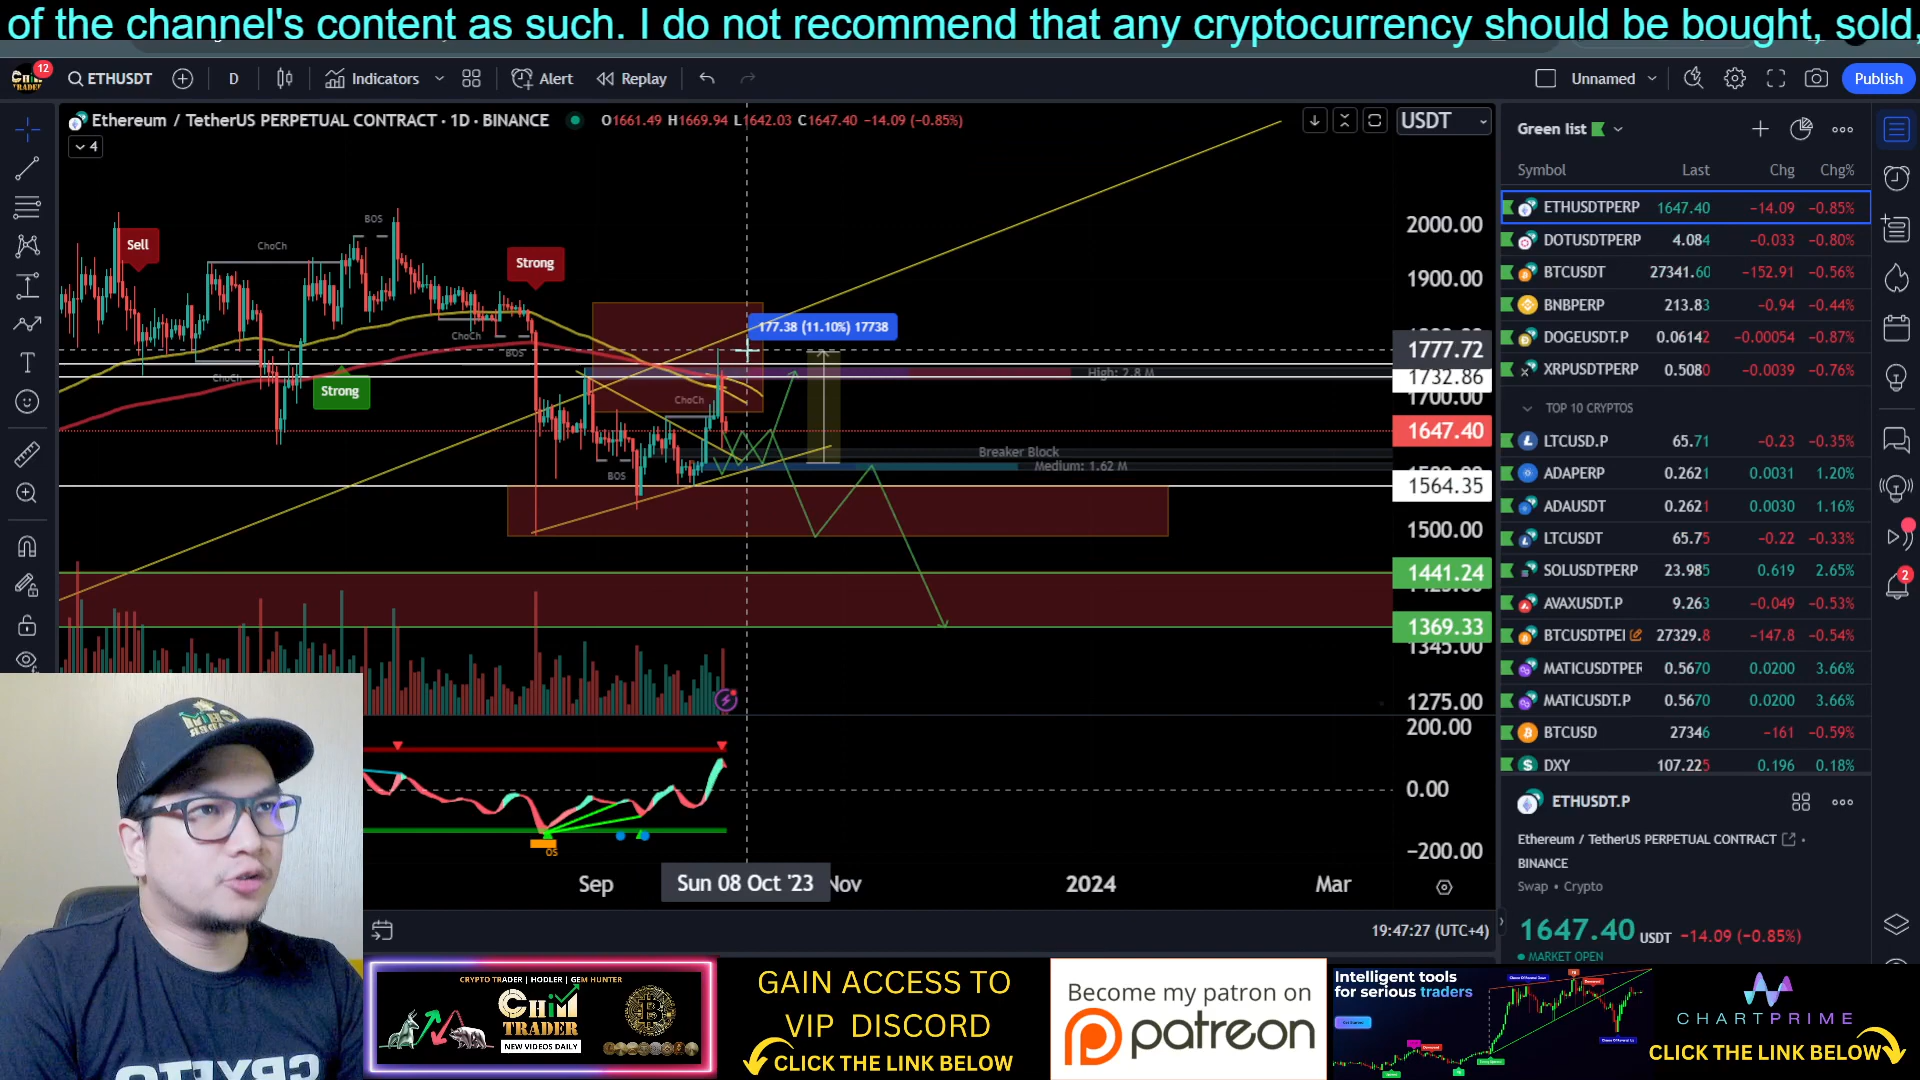 of the channel's content as such. I do not recommend that any cryptocurrency should be bought, sold,
12
ETHUSDT
D
Indicators
Alert
Replay
Unnamed
Publish
Ethereum / TetherUS PERPETUAL CONTRACT · 1D · BINANCE
O1661.49 H1669.94 L1642.03 C1647.40 −14.09 (−0.85%)
USDT
4
Sell
ChoCh
BOS
Strong
ChoCh
BOS
ChoCh
Strong
ChoCh
BOS
177.38 (11.10%) 17738
High: 2.8 M
Breaker Block
Medium: 1.62 M
2000.00
1900.00
1777.72
1732.86
1700.00
1647.40
1564.35
1500.00
1441.24
1369.33
1345.00
1275.00
200.00
0.00
−200.00
OS
Sep
Sun 08 Oct '23
Nov
2024
Mar
19:47:27 (UTC+4)
Green list
Symbol Last Chg Chg%
ETHUSDTPERP 1647.40 −14.09 −0.85%
DOTUSDTPERP 4.084 −0.033 −0.80%
BTCUSDT 27341.60 −152.91 −0.56%
BNBPERP 213.83 −0.94 −0.44%
DOGEUSDT.P 0.06142 −0.00054 −0.87%
XRPUSDTPERP 0.5080 −0.0039 −0.76%
TOP 10 CRYPTOS
LTCUSD.P 65.71 −0.23 −0.35%
ADAPERP 0.2621 0.0031 1.20%
ADAUSDT 0.2621 0.0030 1.16%
LTCUSDT 65.75 −0.22 −0.33%
SOLUSDTPERP 23.985 0.619 2.65%
AVAXUSDT.P 9.263 −0.049 −0.53%
BTCUSDTPE 27329.8 −147.8 −0.54%
MATICUSDTPER 0.5670 0.0200 3.66%
MATICUSDT.P 0.5670 0.0200 3.66%
BTCUSD 27346 −161 −0.59%
DXY 107.225 0.196 0.18%
2
ETHUSDT.P
Ethereum / TetherUS PERPETUAL CONTRACT
BINANCE
Swap • Crypto
1647.40 USDT −14.09 (−0.85%)
MARKET OPEN
CRYPTO TRADER | HODLER | GEM HUNTER
CHiM
TRADER
NEW VIDEOS DAILY
GAIN ACCESS TO
VIP DISCORD
CLICK THE LINK BELOW
Become my patron on
patreon
Intelligent tools
for serious traders
CHARTPRIME
CLICK THE LINK BELOW